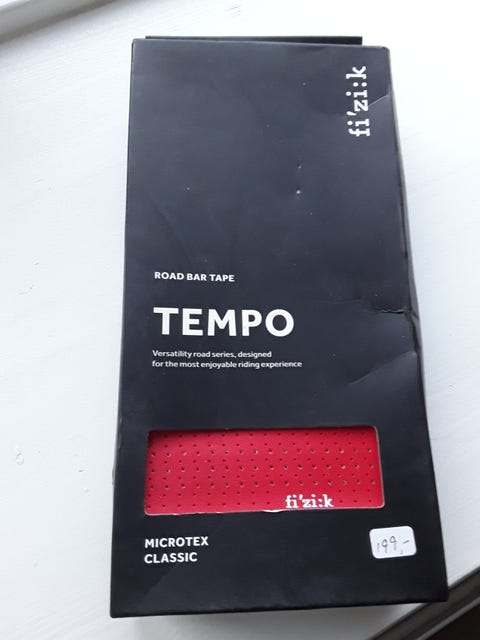 fi'zi:k
ROAD BAR TAPE
TEMPO
Versatility road series, designed
for the most enjoyable riding experience
fi'zi:k
MICROTEX
CLASSIC
199,-